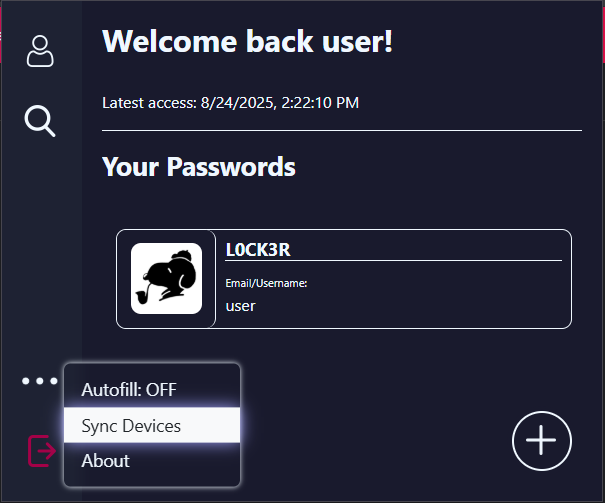 Welcome back user!
Latest access: 8/24/2025, 2:22:10 PM
Your Passwords
L0CK3R
Email/Username:
user
Autofill: OFF
Sync Devices
About